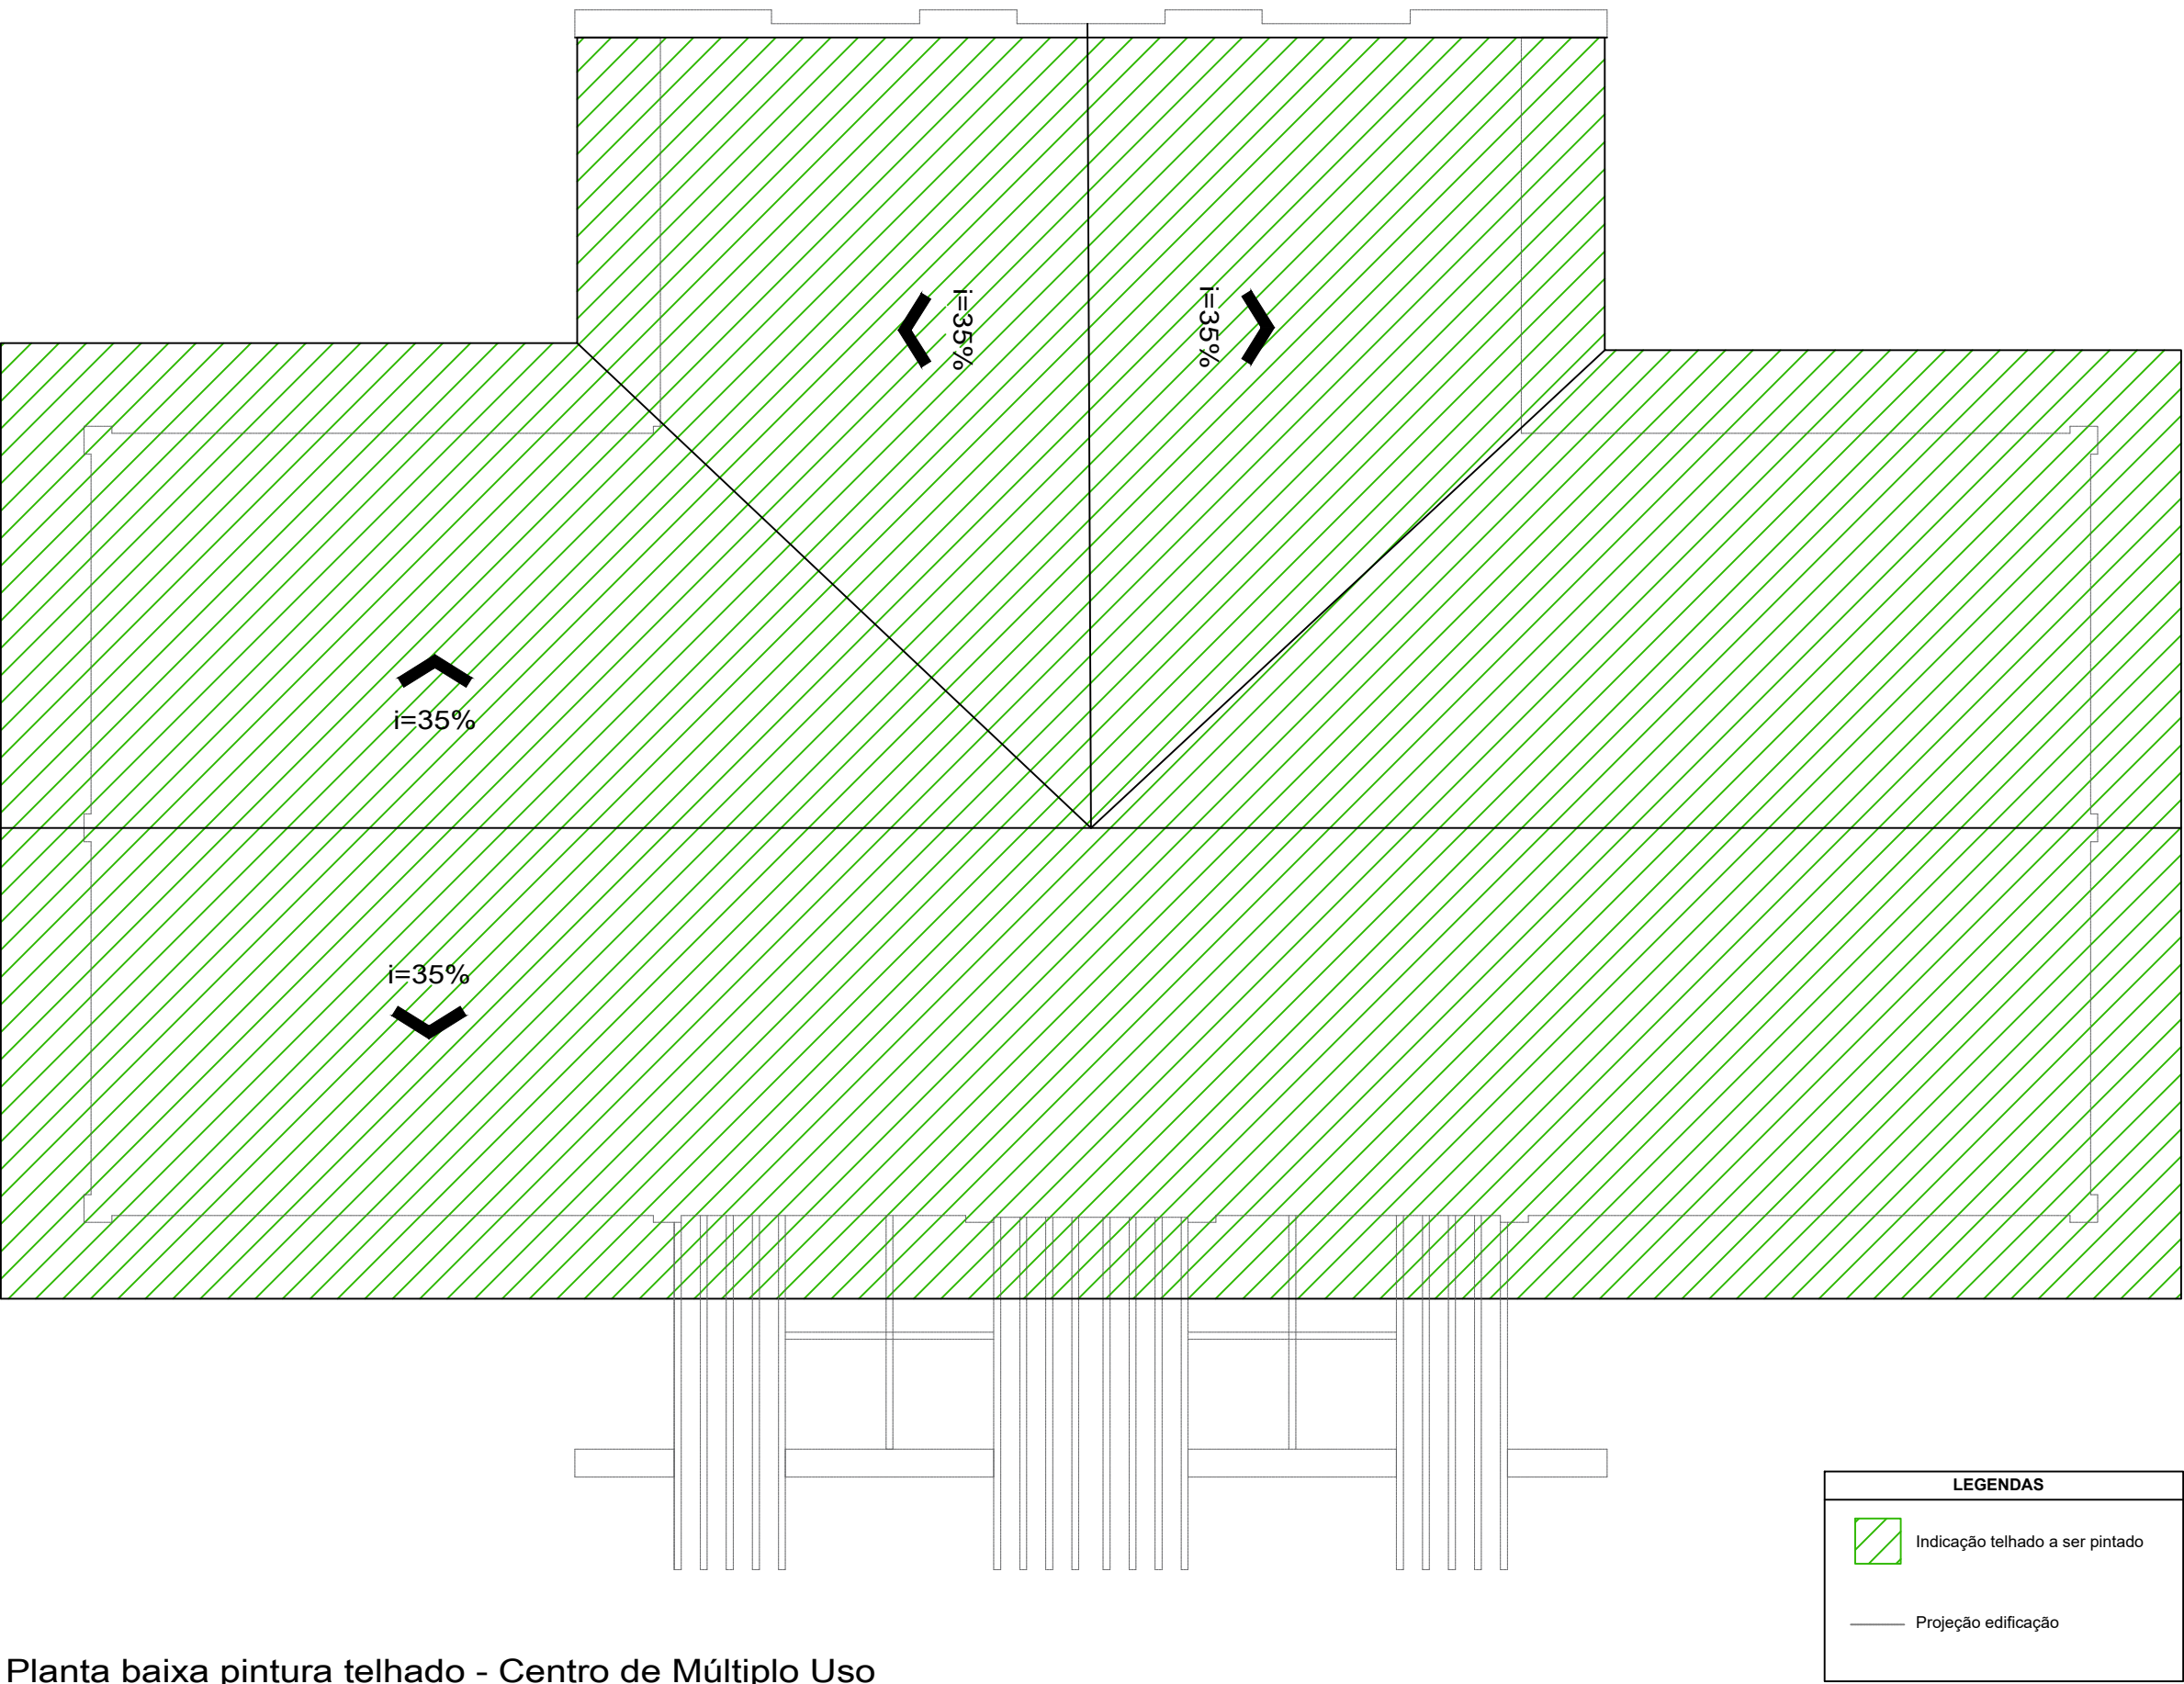 i=35%
i=35%
i=35%
i=35%
LEGENDAS
Indicação telhado a ser pintado
Projeção edificação
Planta baixa pintura telhado - Centro de Múltiplo Uso